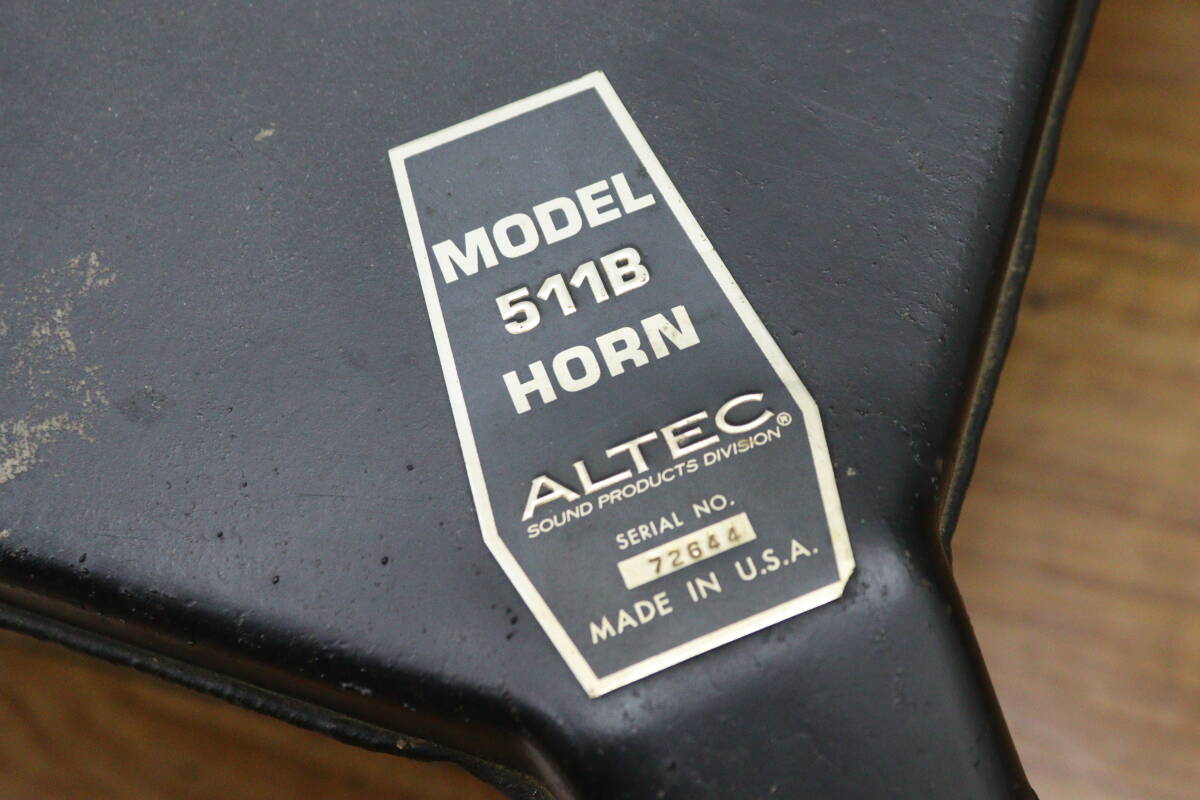 MODEL
511B
HORN
ALTEC®
SOUND PRODUCTS DIVISION
SERIAL NO.
72644
MADE IN U.S.A.